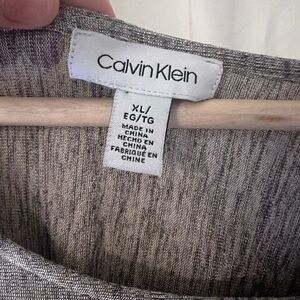 Calvin Klein
XL/
EG/TG
MADE IN
CHINA
HECHO EN
CHINA
FABRIQUÉ EN
CHINE